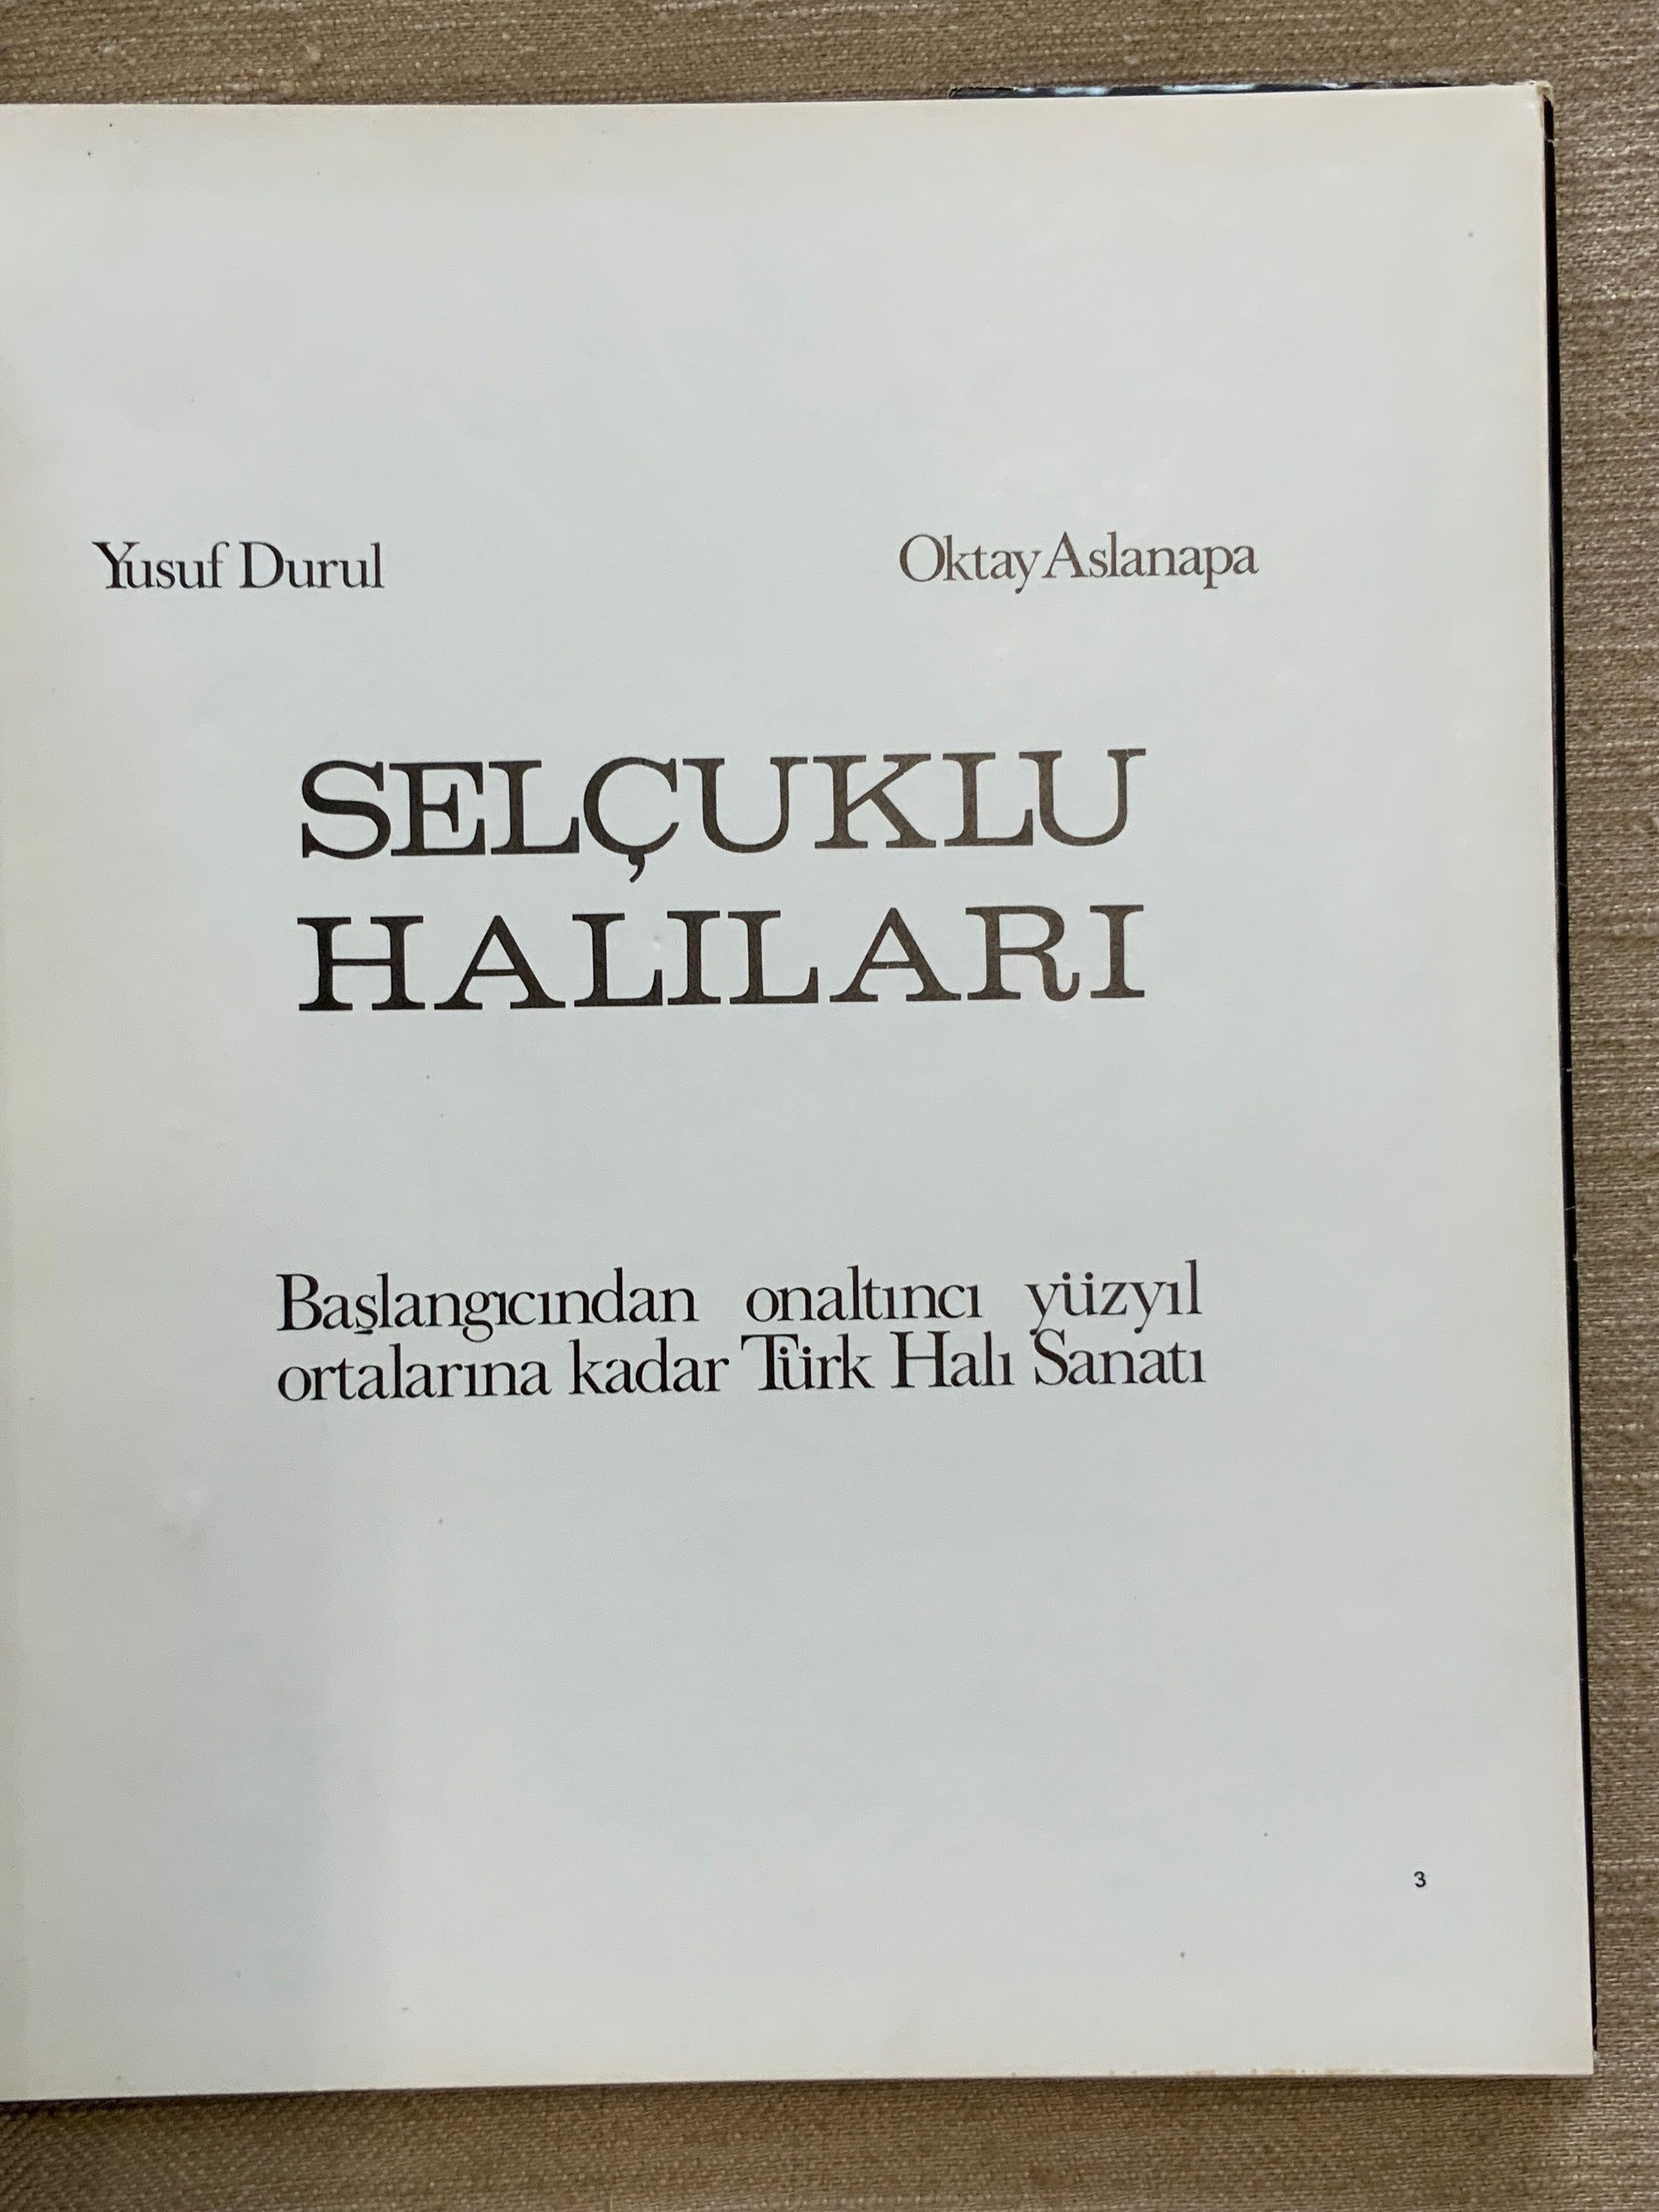 Yusuf Durul Oktay Aslanapa
SELÇUKLU
HALILARI
Başlangıcından onaltıncı yüzyıl
ortalarına kadar Türk Halı Sanatı
3